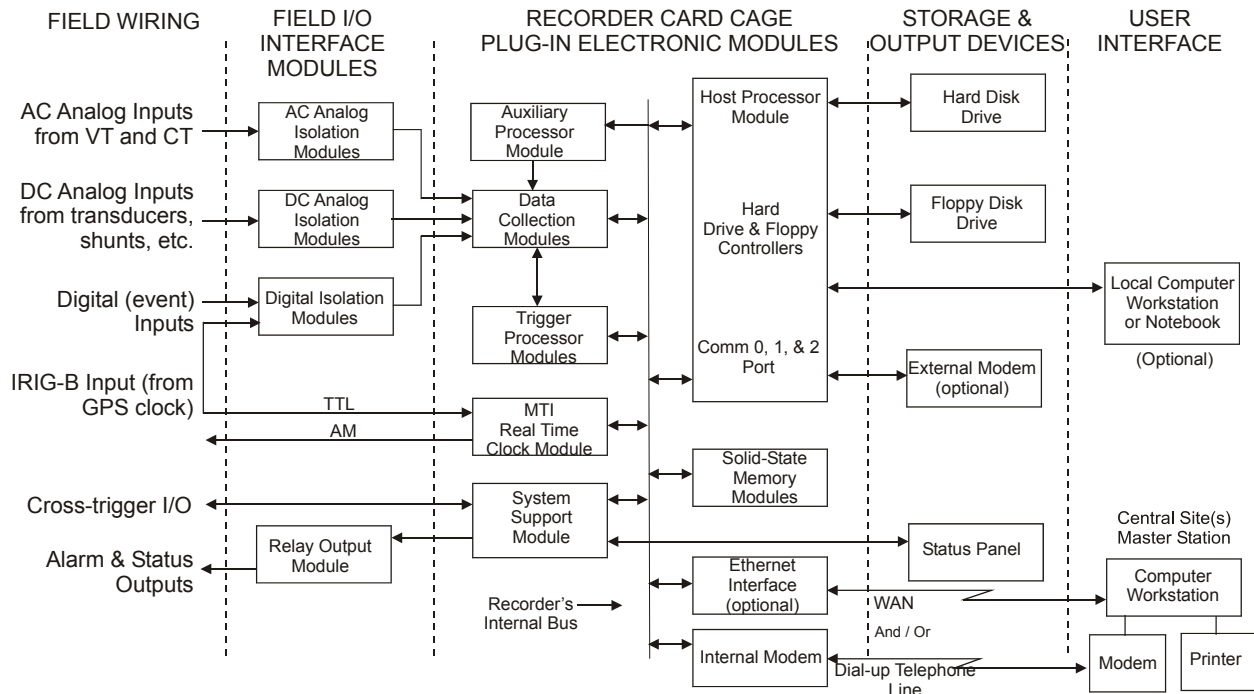 FIELD WIRING
FIELD I/O
INTERFACE
MODULES
RECORDER CARD CAGE
PLUG-IN ELECTRONIC MODULES
STORAGE &
OUTPUT DEVICES
USER
INTERFACE
AC Analog Inputs
from VT and CT
DC Analog Inputs
from transducers,
shunts, etc.
Digital (event)
Inputs
IRIG-B Input (from
GPS clock)
Cross-trigger I/O
Alarm & Status
Outputs
AC Analog
Isolation
Modules
DC Analog
Isolation
Modules
Digital Isolation
Modules
TTL
AM
Relay Output
Module
Auxiliary
Processor
Module
Data
Collection
Modules
Trigger
Processor
Modules
MTI
Real Time
Clock Module
System
Support
Module
Recorder's
Internal Bus
Host Processor
Module
Hard
Drive & Floppy
Controllers
Comm 0, 1, & 2
Port
Solid-State
Memory
Modules
Ethernet
Interface
(optional)
Internal Modem
Hard Disk
Drive
Floppy Disk
Drive
External Modem
(optional)
Status Panel
WAN
And / Or
Dial-up Telephone
Line
Local Computer
Workstation
or Notebook
(Optional)
Central Site(s)
Master Station
Computer
Workstation
Modem
Printer